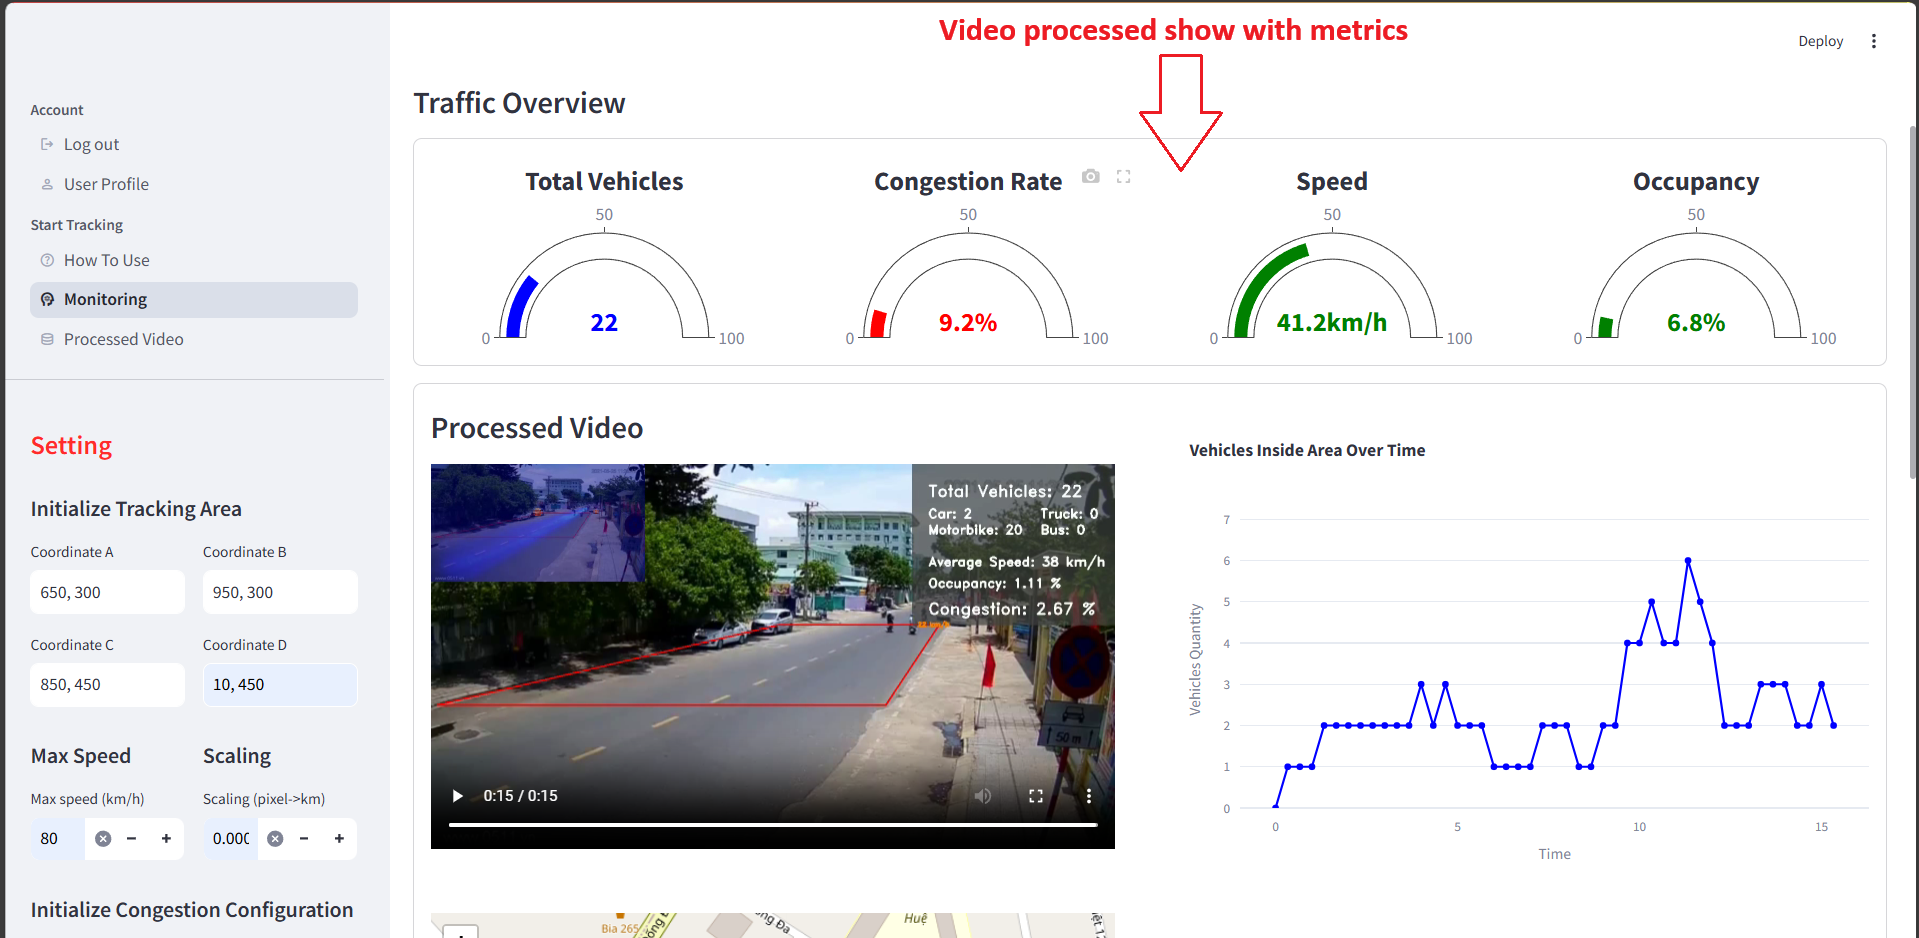 Video processed show with metrics
Deploy
Account
Log out
User Profile
Start Tracking
How To Use
Monitoring
Processed Video
Setting
Initialize Tracking Area
Coordinate A
Coordinate B
650, 300
950, 300
Coordinate C
Coordinate D
850, 450
10, 450
Max Speed
Scaling
Max speed (km/h)
Scaling (pixel->km)
80
0.000
Initialize Congestion Configuration
Traffic Overview
Total Vehicles
50
22
0
100
Congestion Rate
50
9.2%
0
100
Speed
50
41.2km/h
0
100
Occupancy
50
6.8%
0
100
Processed Video
Total Vehicles: 22
Car: 2 Truck: 0
Motorbike: 20 Bus: 0
Average Speed: 38 km/h
Occupancy: 1.11 %
Congestion: 2.67 %
50 m
0:15 / 0:15
Vehicles Inside Area Over Time
Vehicles Quantity
7
6
5
4
3
2
1
0
0 5 10 15
Time
Bia 265
ống Đ
ng Đa
Huệ